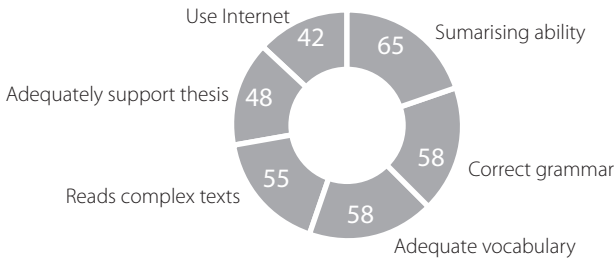 Use Internet
42
65
Sumarising ability
Adequately support thesis
48
58
Correct grammar
Reads complex texts
55
58
Adequate vocabulary